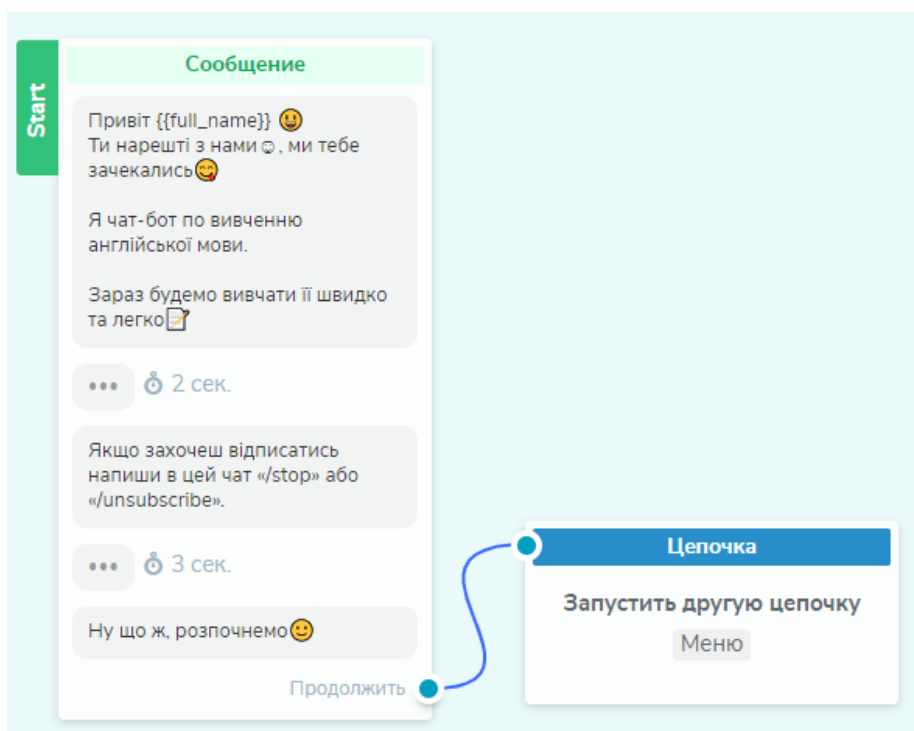 Start
Сообщение
Привіт {{full_name}} 😃
Ти нарешті з нами☺, ми тебе
зачекались😋
Я чат-бот по вивченню
англійської мови.
Зараз будемо вивчати її швидко
та легко📝
••• 2 сек.
Якщо захочеш відписатись
напиши в цей чат «/stop» або
«/unsubscribe».
••• 3 сек.
Ну що ж, розпочнемо🙂
Продолжить
Цепочка
Запустить другую цепочку
Меню